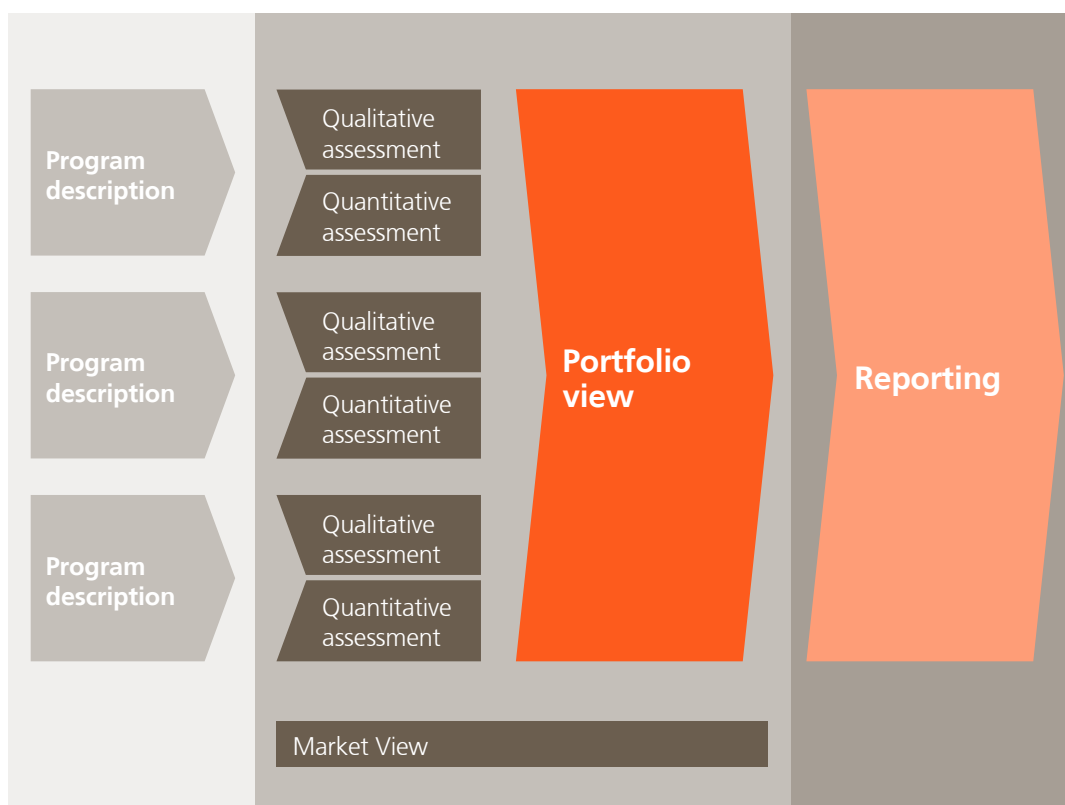 Program
description
Qualitative
assessment
Quantitative
assessment
Program
description
Qualitative
assessment
Quantitative
assessment
Program
description
Qualitative
assessment
Quantitative
assessment
Portfolio
view
Reporting
Market View